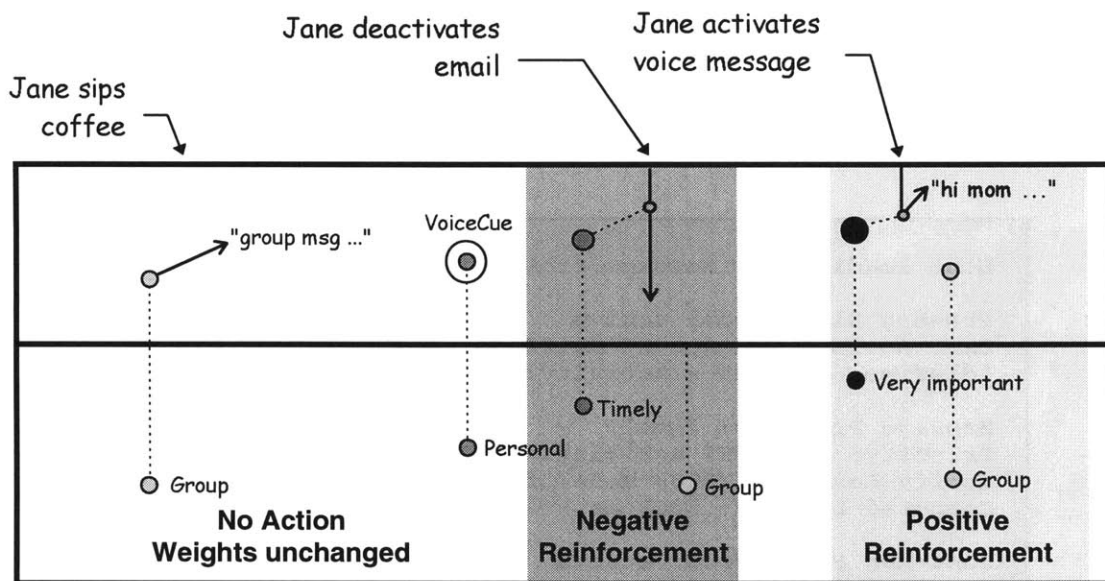 Jane sips
coffee
Jane deactivates
email
Jane activates
voice message
"group msg ..."
VoiceCue
"hi mom ..."
Group
Personal
Timely
Group
Very important
Group
No Action
Weights unchanged
Negative
Reinforcement
Positive
Reinforcement